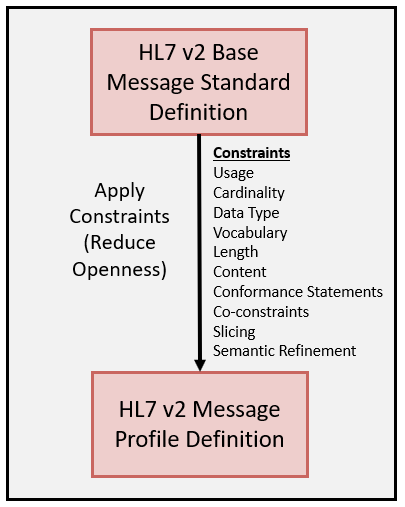 HL7 v2 Base
Message Standard
Definition
Apply
Constraints
(Reduce
Openness)
Constraints
Usage
Cardinality
Data Type
Vocabulary
Length
Content
Conformance Statements
Co-constraints
Slicing
Semantic Refinement
HL7 v2 Message
Profile Definition